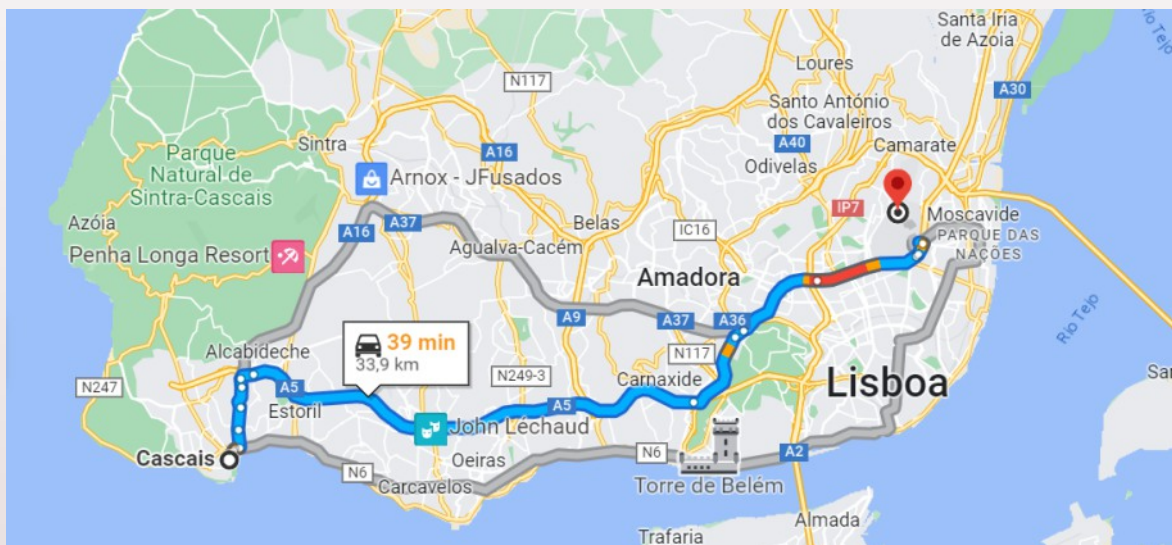 Santa Iria
de Azoia
Rio Tejo
Loures
N117
A30
Santo António
dos Cavaleiros
Sintra
A16
A40
Camarate
Odivelas
Parque
Natural de
Sintra-Cascais
Arnox - JFusados
IP7
Azóia
A16
A37
Belas
IC16
Moscavide
PARQUE DAS
NAÇÕES
Agualva-Cacém
Penha Longa Resort
Amadora
Rio Tejo
A9
A37
A36
39 min
33,9 km
Alcabideche
N117
N247
A5
N249-3
Carnaxide
Lisboa
Estoril
A5
John Léchaud
Cascais
Oeiras
N6
A2
N6
Carcavelos
Torre de Belém
Almada
Trafaria